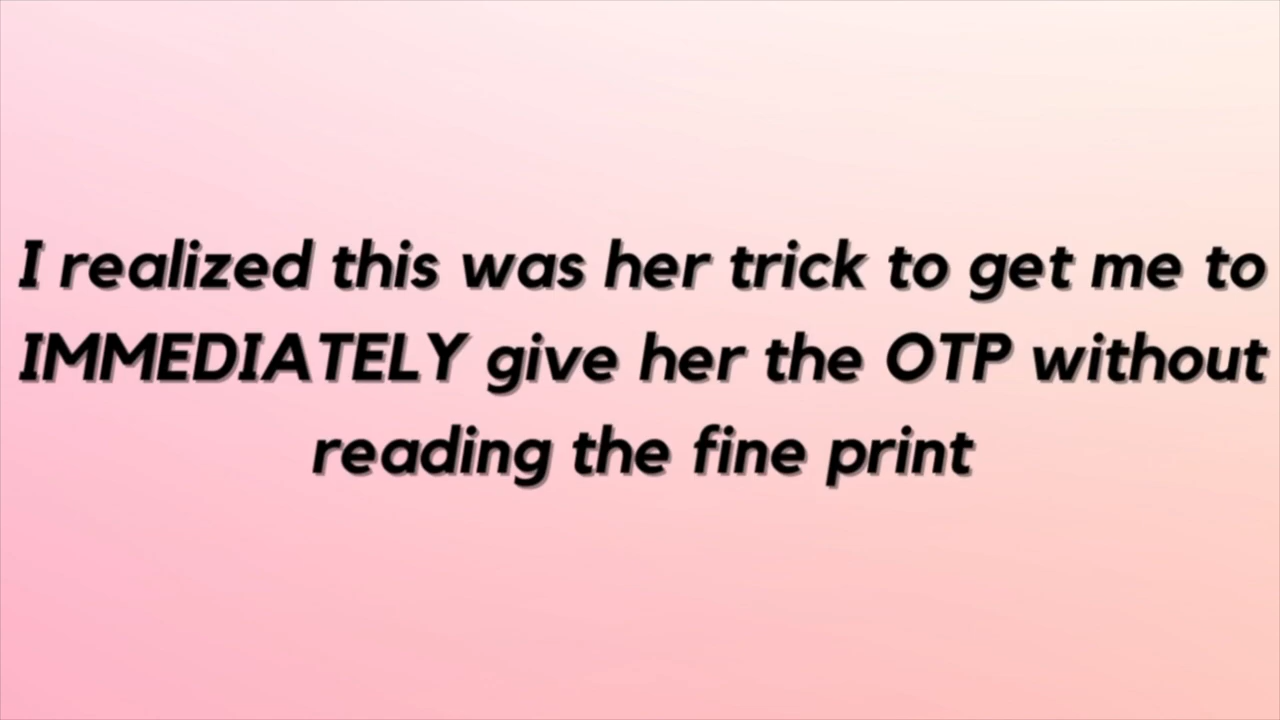 I realized this was her trick to get me to
IMMEDIATELY give her the OTP without
reading the fine print